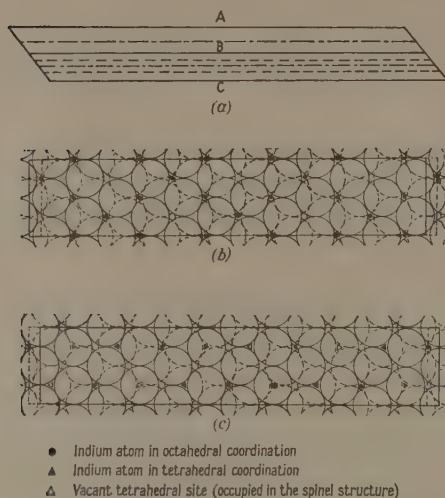 A
B
C
(a)
(b)
(c)
Indium atom in octahedral coordination
Indium atom in tetrahedral coordination
Vacant tetrahedral site (occupied in the spinel structure)